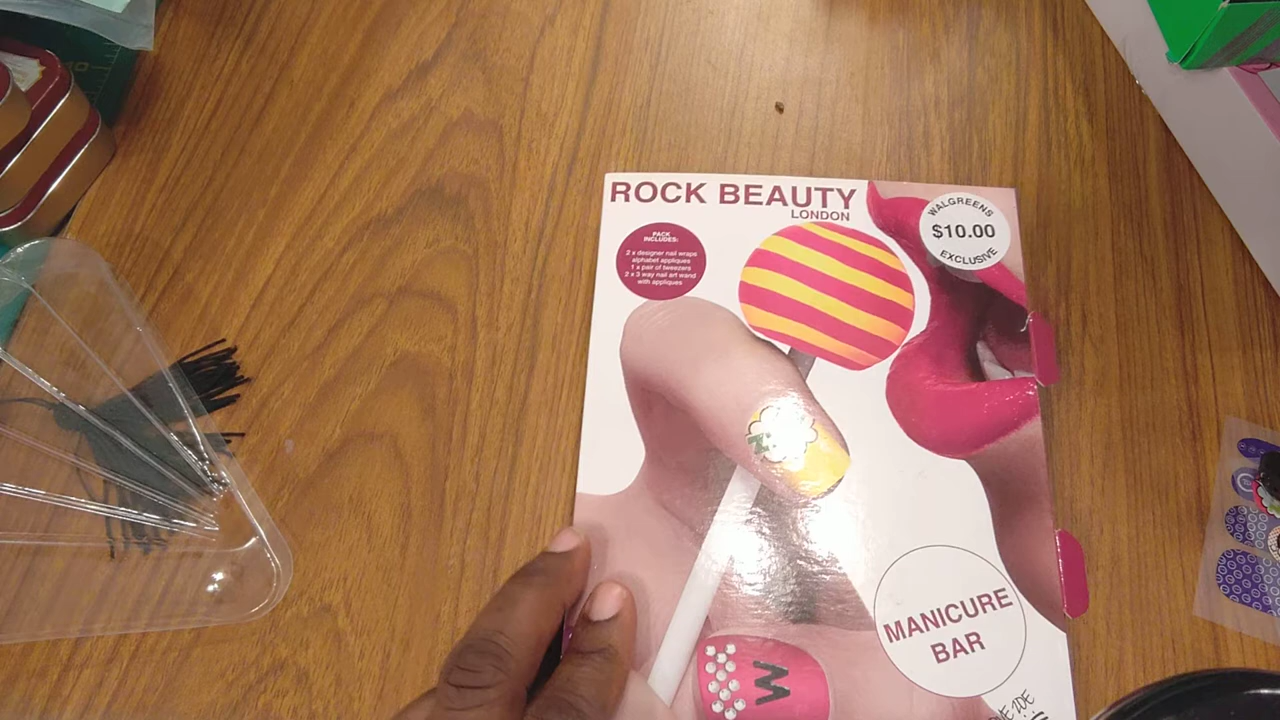 ROCK BEAUTY
LONDON
WALGREENS
$10.00
EXCLUSIVE
PACK
INCLUDES:
2 x designer nail wraps
alphabet appliques
1 x pair of tweezers
2 x 3 way nail art wand
with appliques
W
MANICURE
BAR